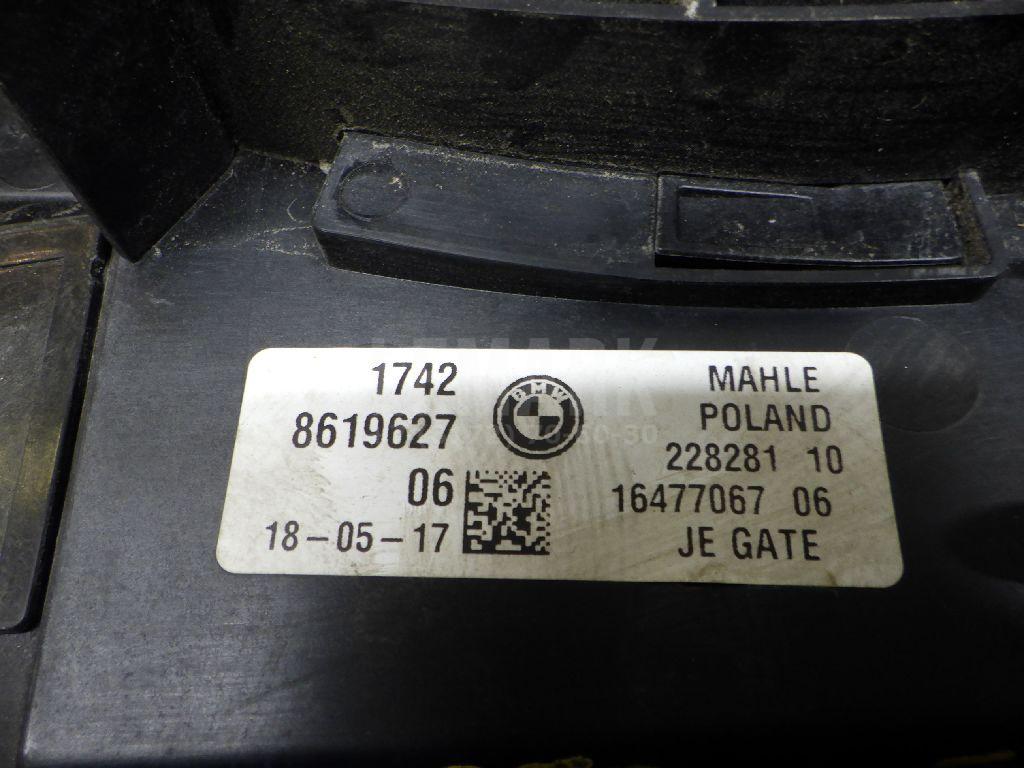 1742
8619627
06
18-05-17
BMW
MAHLE
POLAND
228281 10
16477067 06
JE GATE